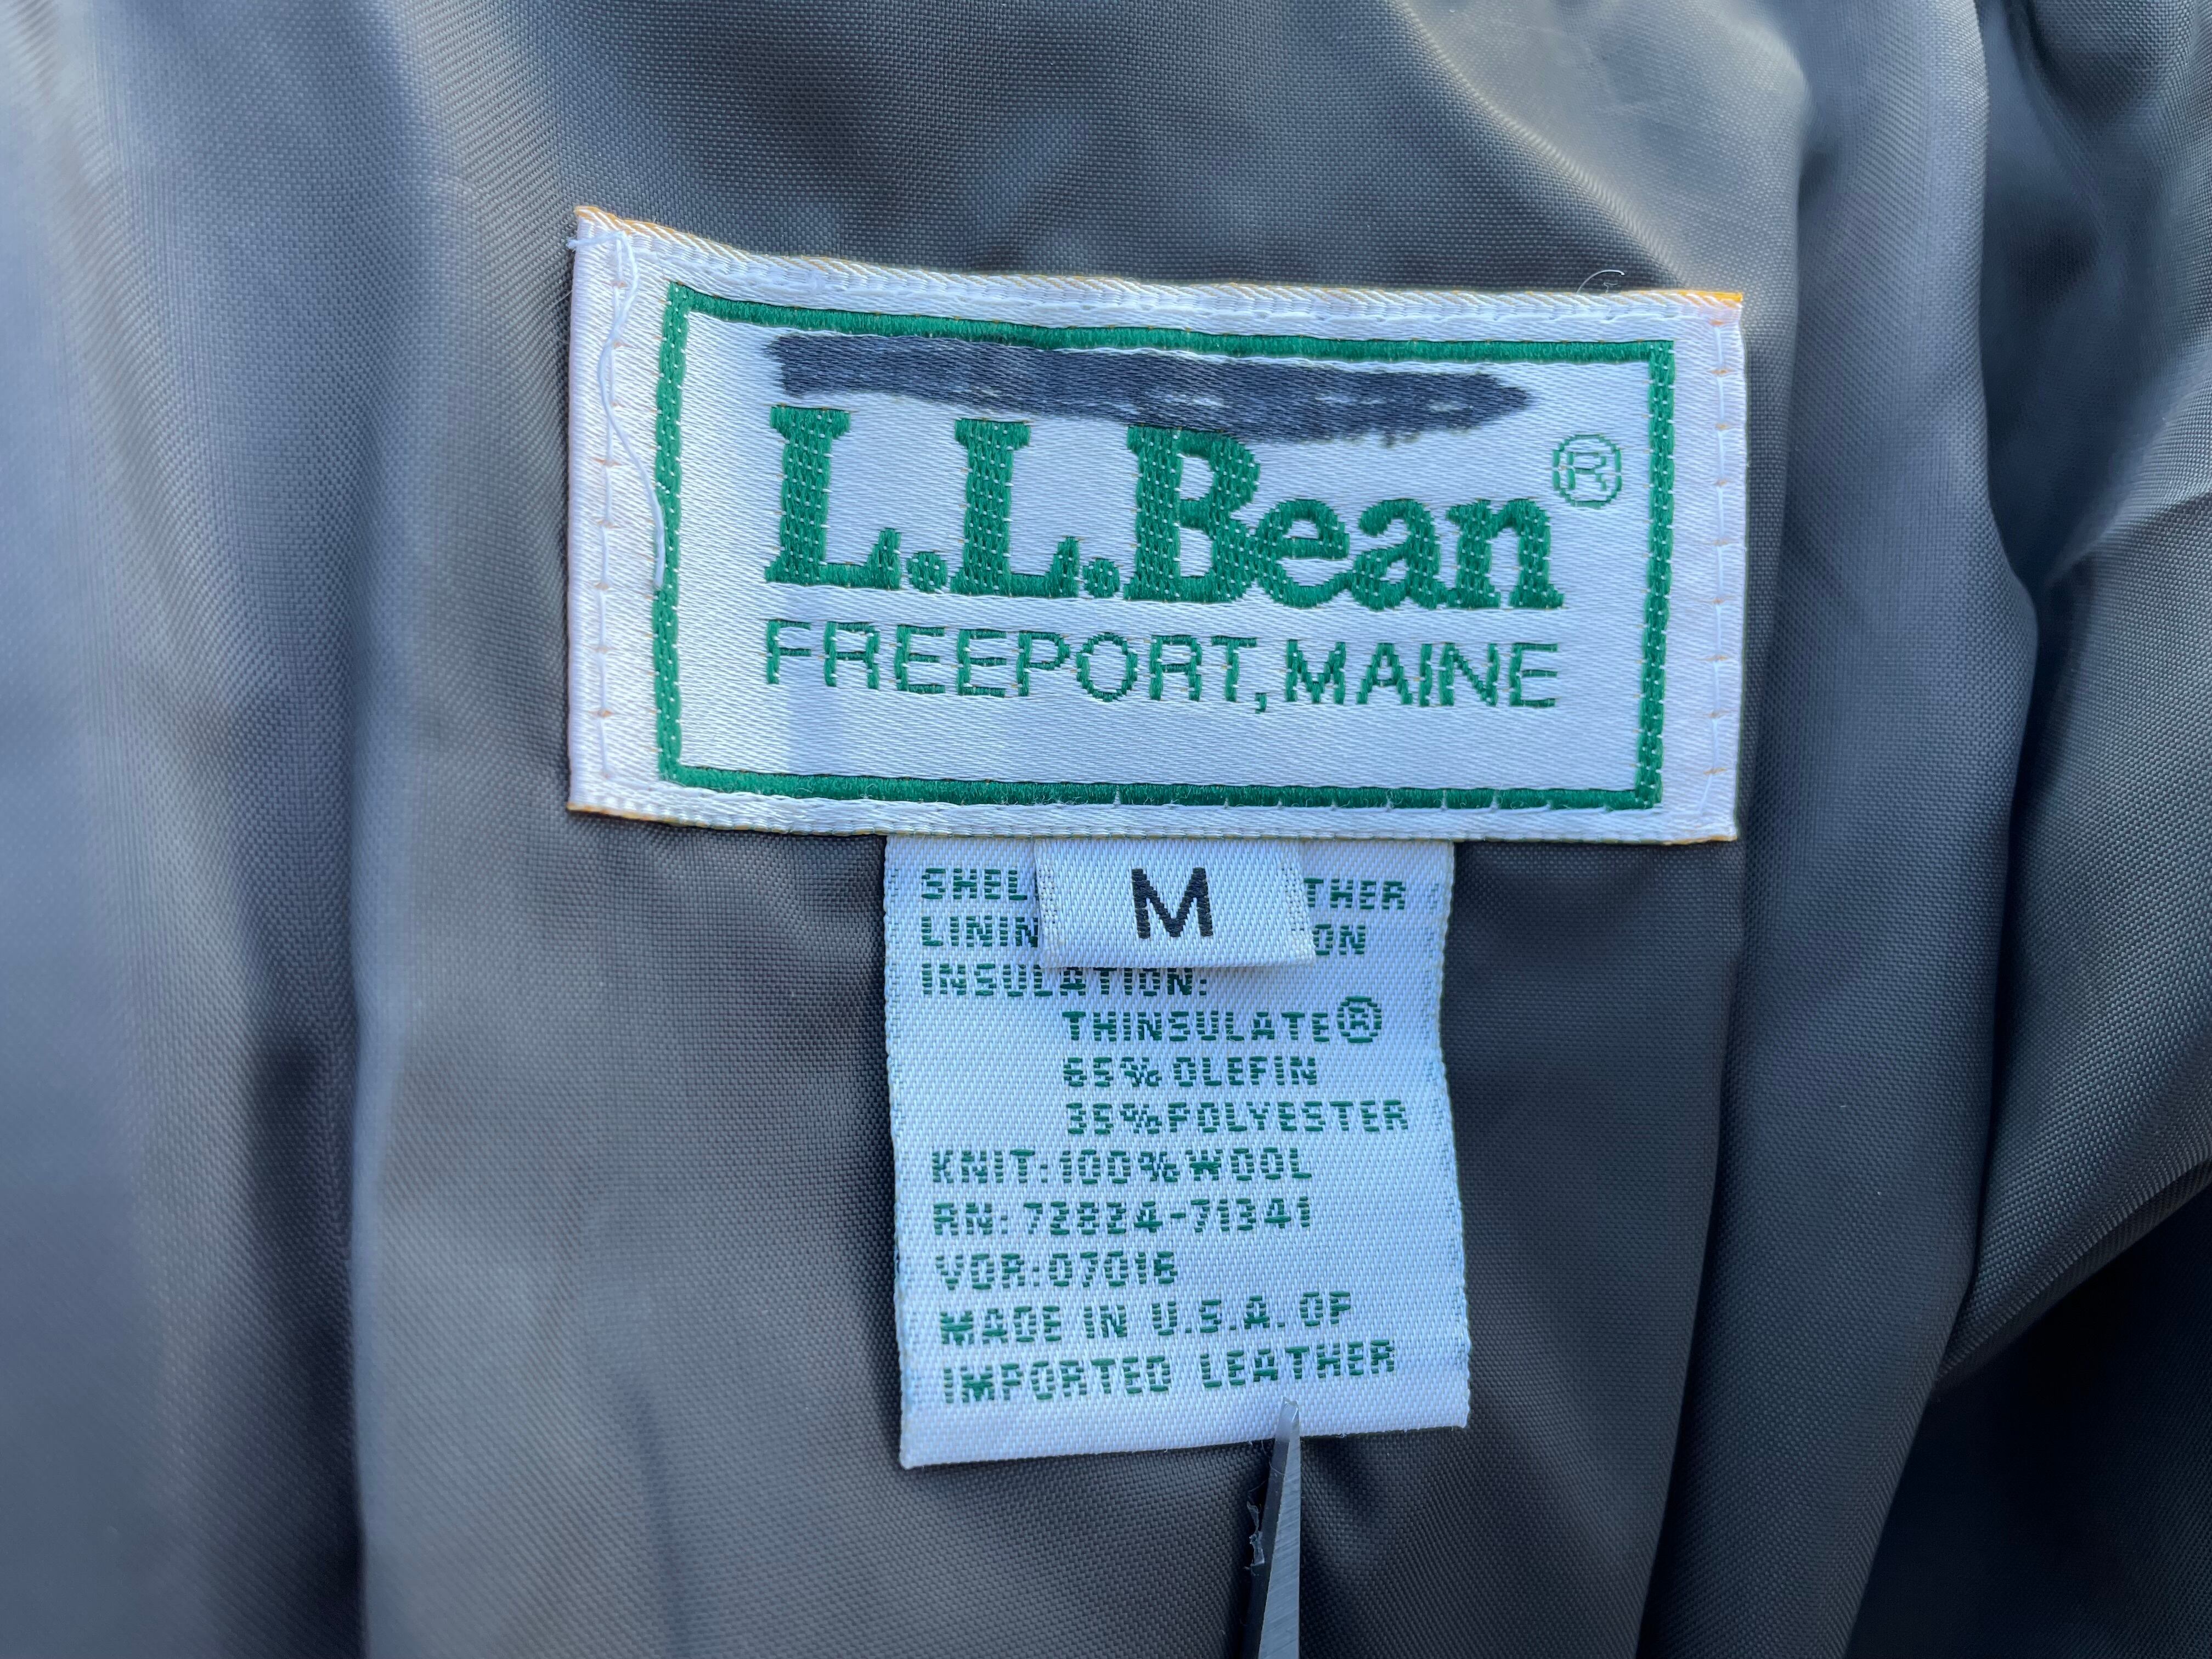 L.L.Bean®
FREEPORT, MAINE
M
INSULATION:
THINSULATE®
65% OLEFIN
35% POLYESTER
KNIT: 100% WOOL
RN: 72824-71341
VOR: 07016
MADE IN U.S.A. OF
IMPORTED LEATHER